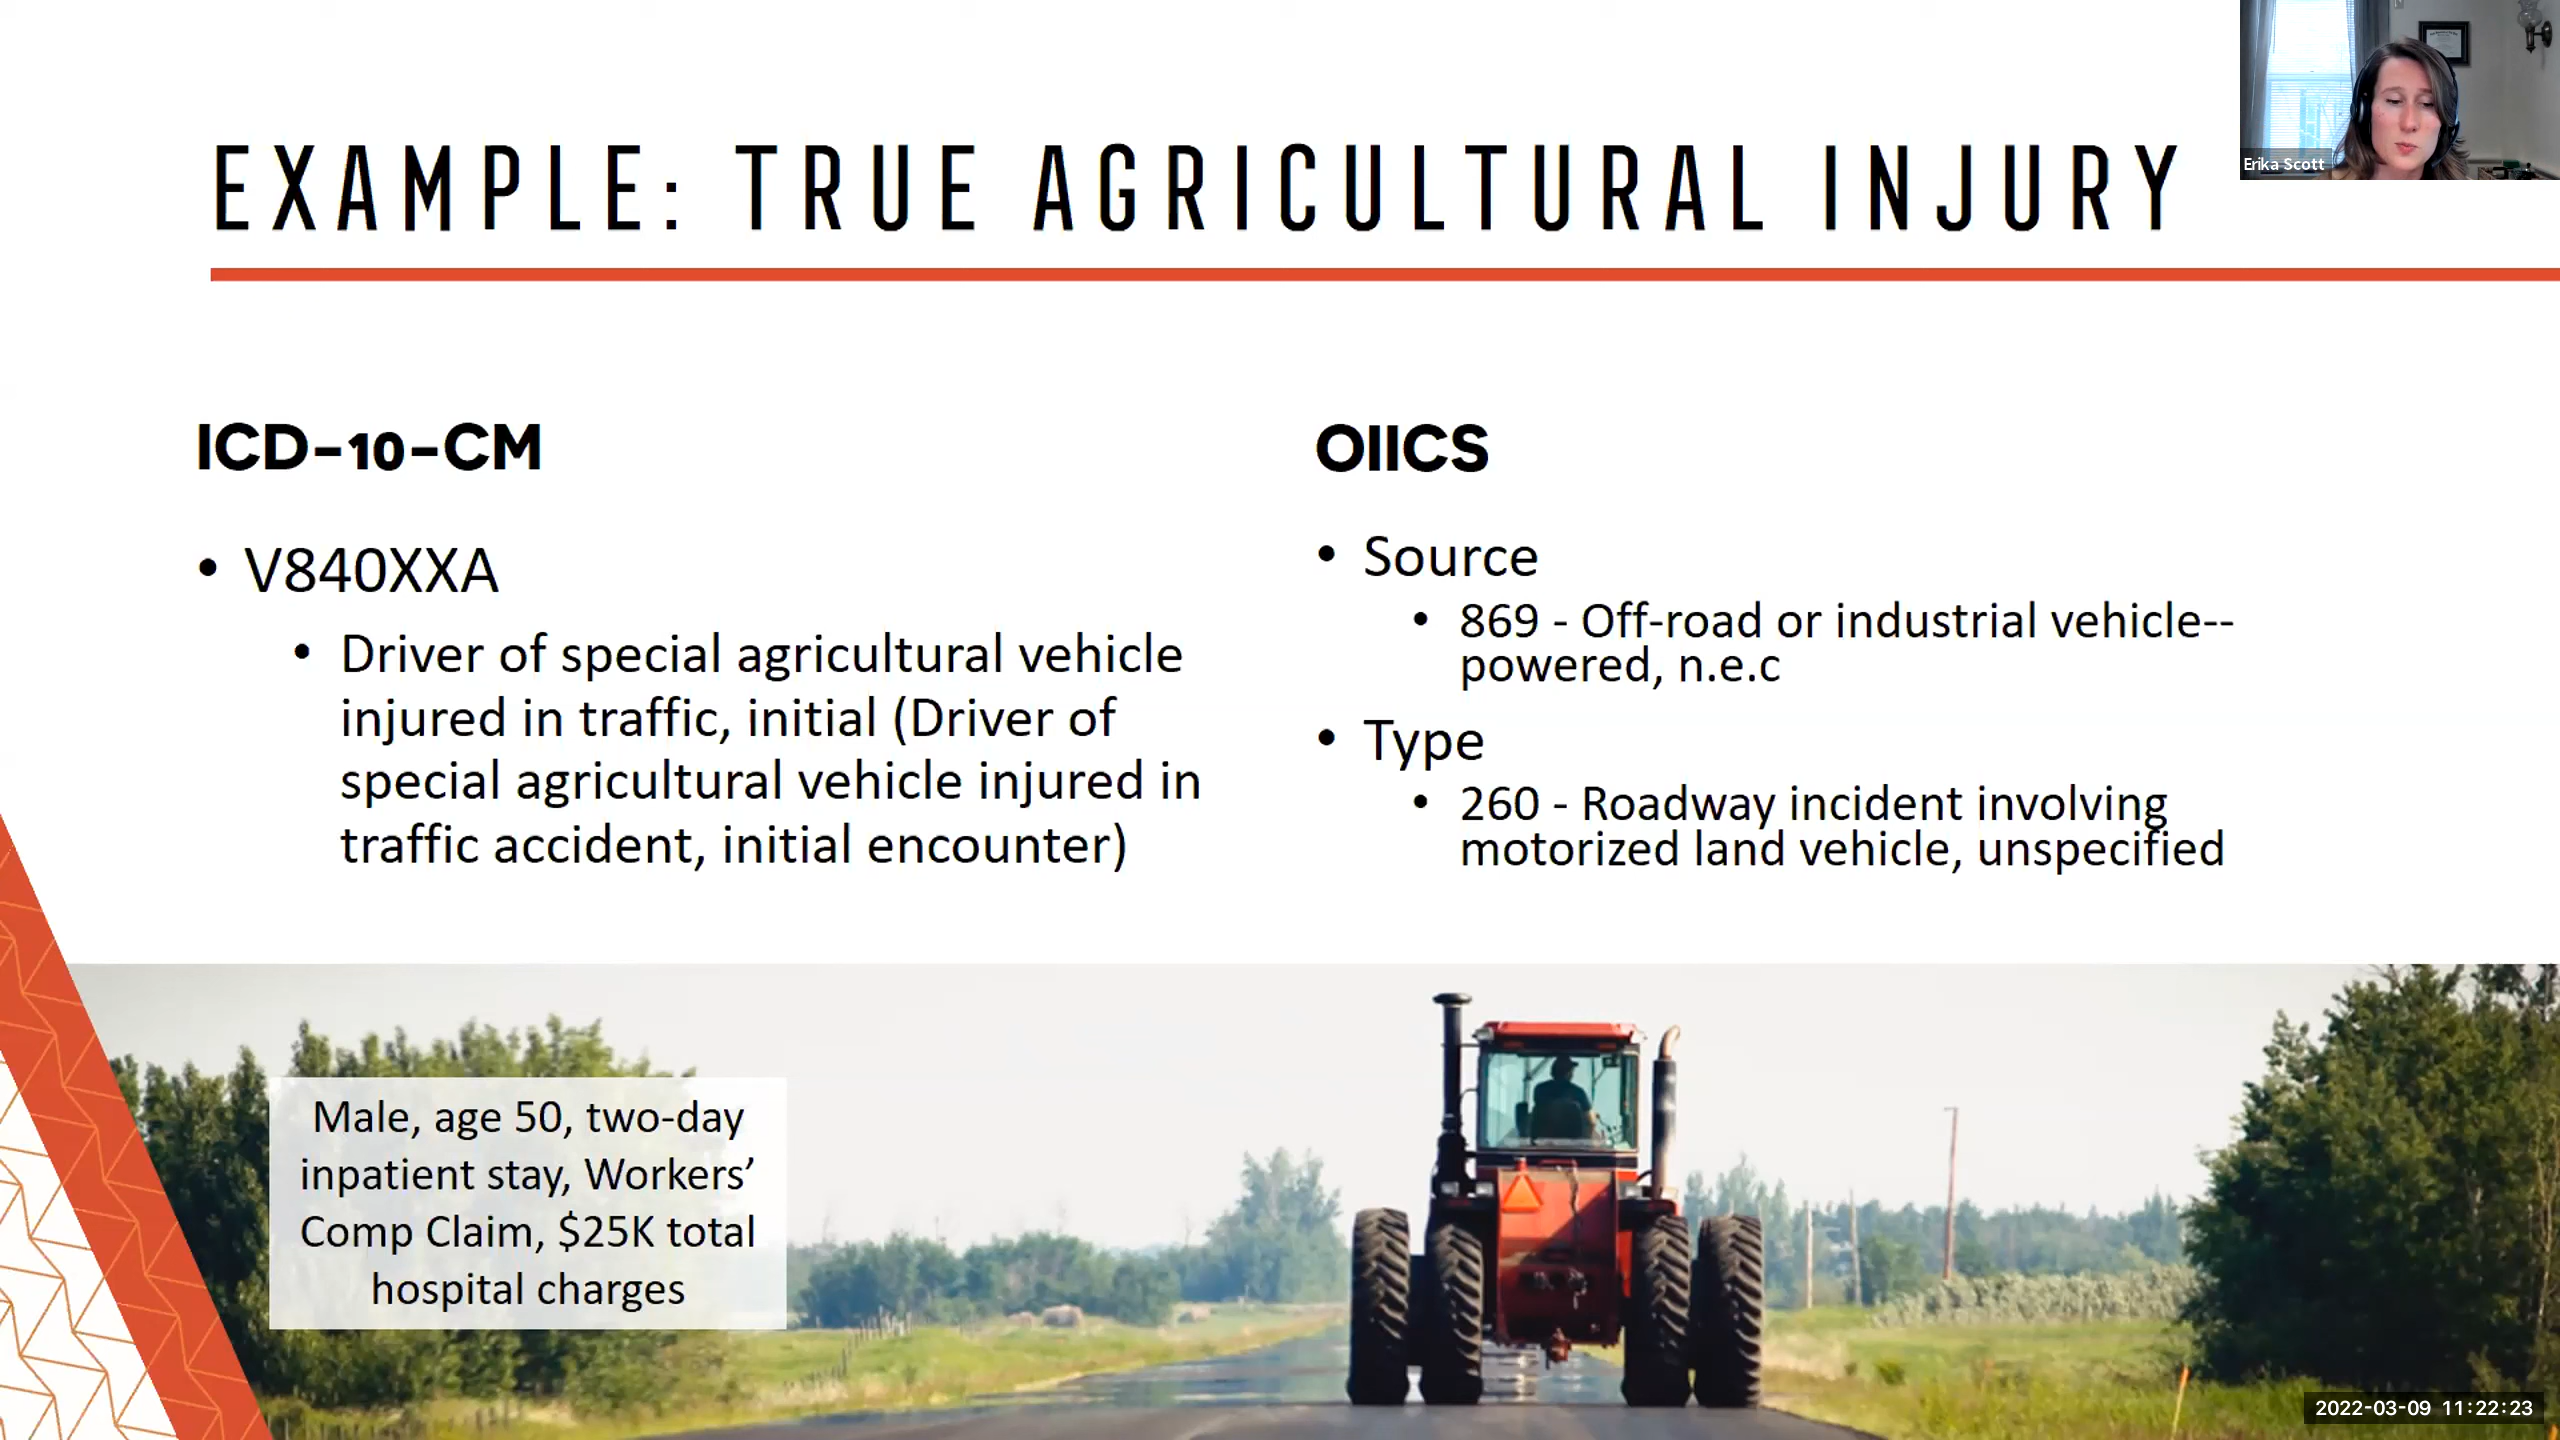 EXAMPLE: TRUE AGRICULTURAL INJURY
Erika Scott
ICD-10-CM
• V840XXA
• Driver of special agricultural vehicle
injured in traffic, initial (Driver of
special agricultural vehicle injured in
traffic accident, initial encounter)
OIICS
• Source
• 869 - Off-road or industrial vehicle--
powered, n.e.c
• Type
• 260 - Roadway incident involving
motorized land vehicle, unspecified
Male, age 50, two-day
inpatient stay, Workers’
Comp Claim, $25K total
hospital charges
2022-03-09 11:22:23